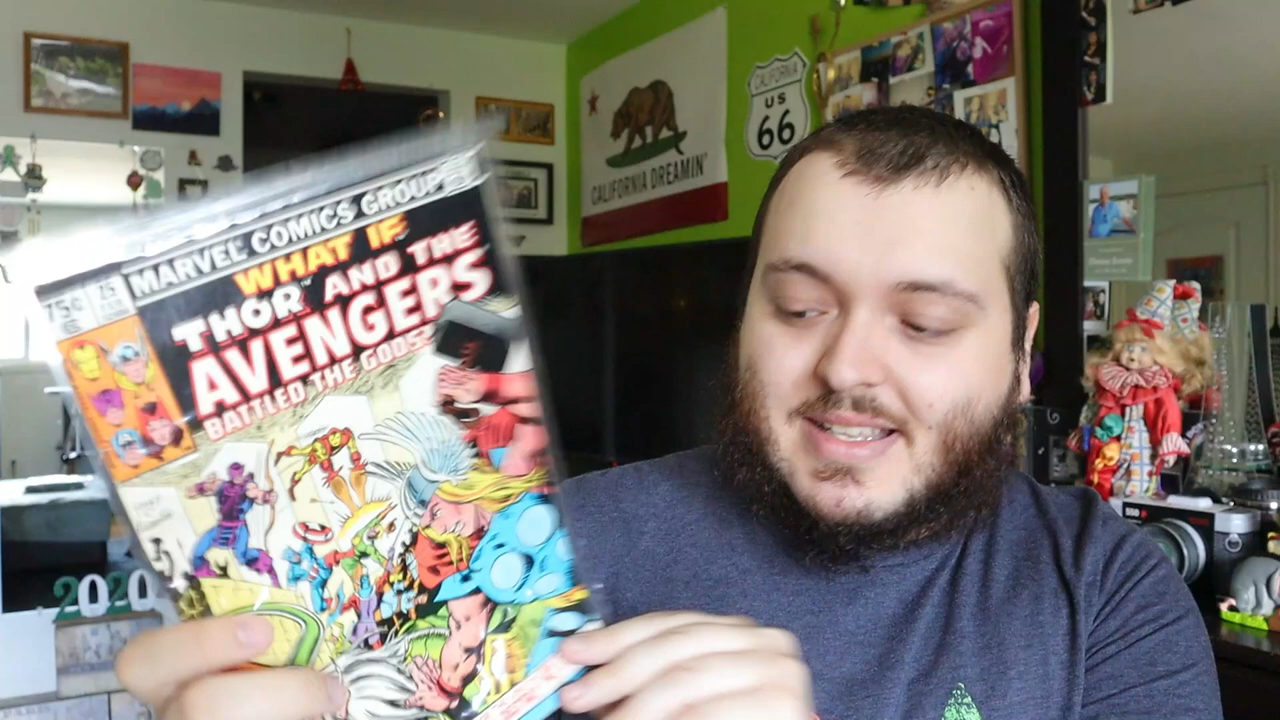 MARVEL COMICS GROUP
75¢
25
WHAT IF
THOR AND THE
AVENGERS
BATTLED THE GODS?
CALIFORNIA DREAMIN'
CALIFORNIA
US
66
2020